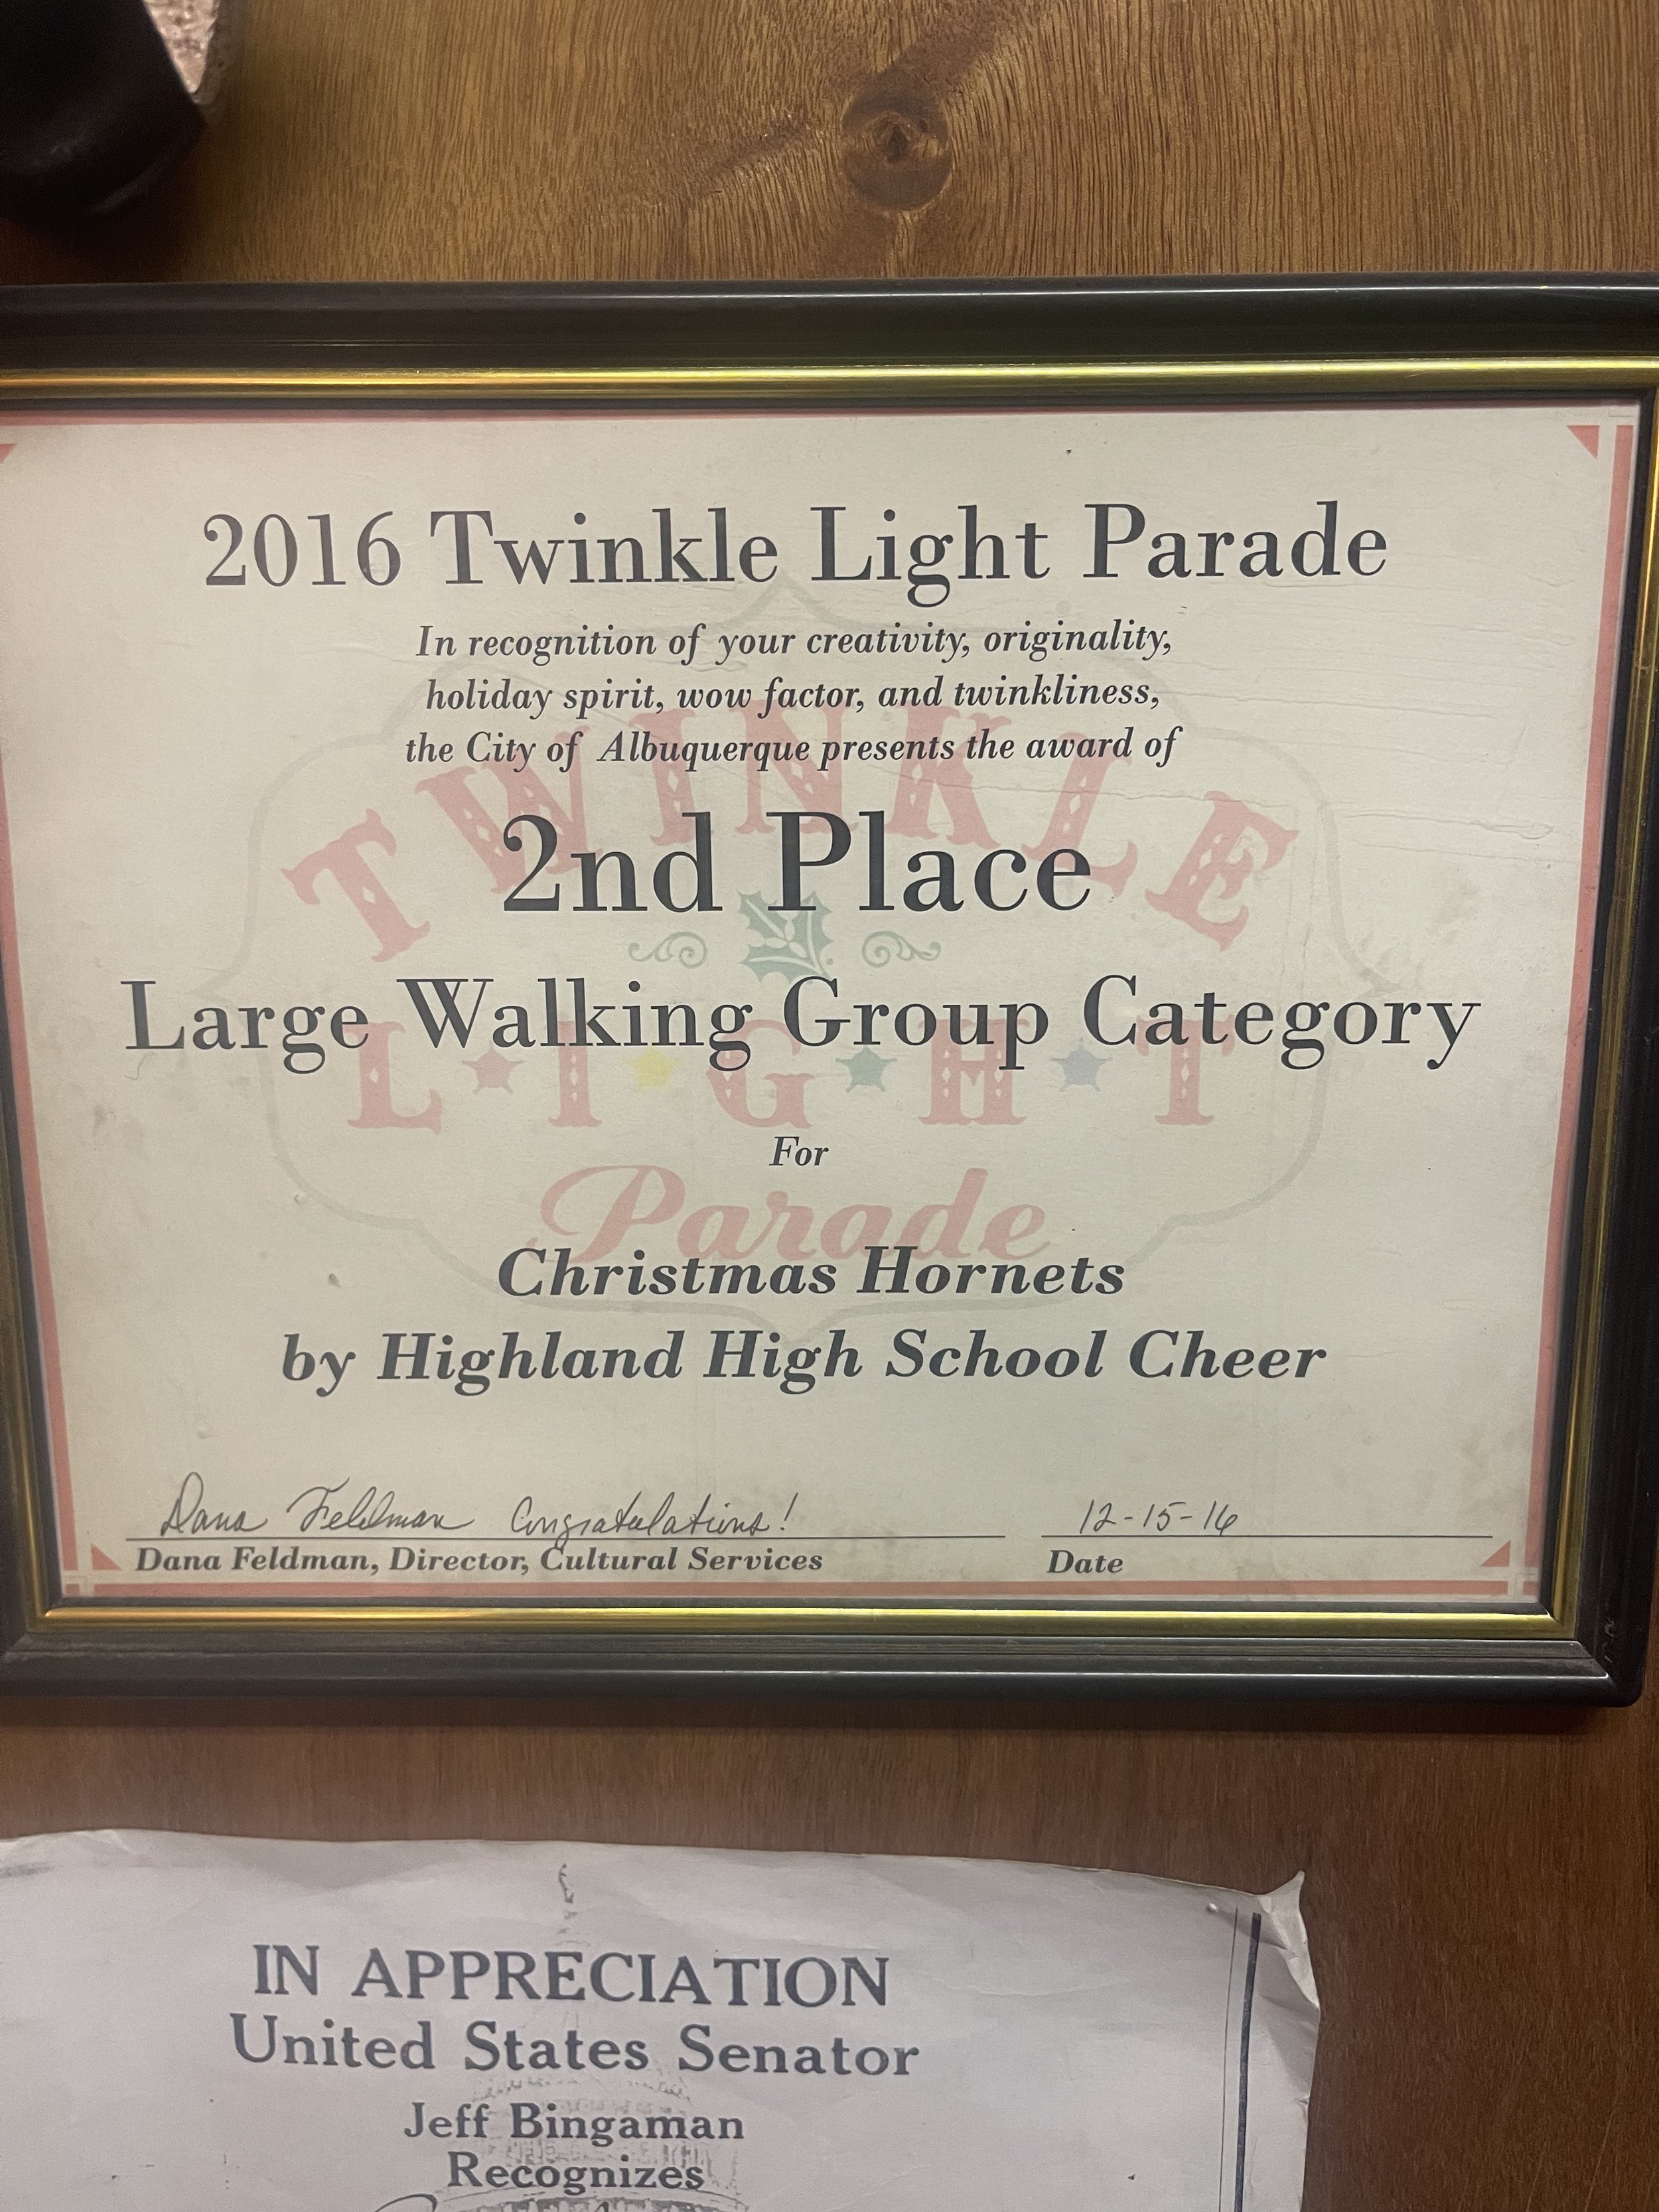 2016 Twinkle Light Parade
In recognition of your creativity, originality,
holiday spirit, wow factor, and twinkliness,
the City of Albuquerque presents the award of
TWINKLE
2nd Place
Large Walking Group Category
LIGHT
For
Parade
Christmas Hornets
by Highland High School Cheer
Dana Feldman Congratulations! 12-15-16
Dana Feldman, Director, Cultural Services Date
IN APPRECIATION
United States Senator
Jeff Bingaman
Recognizes